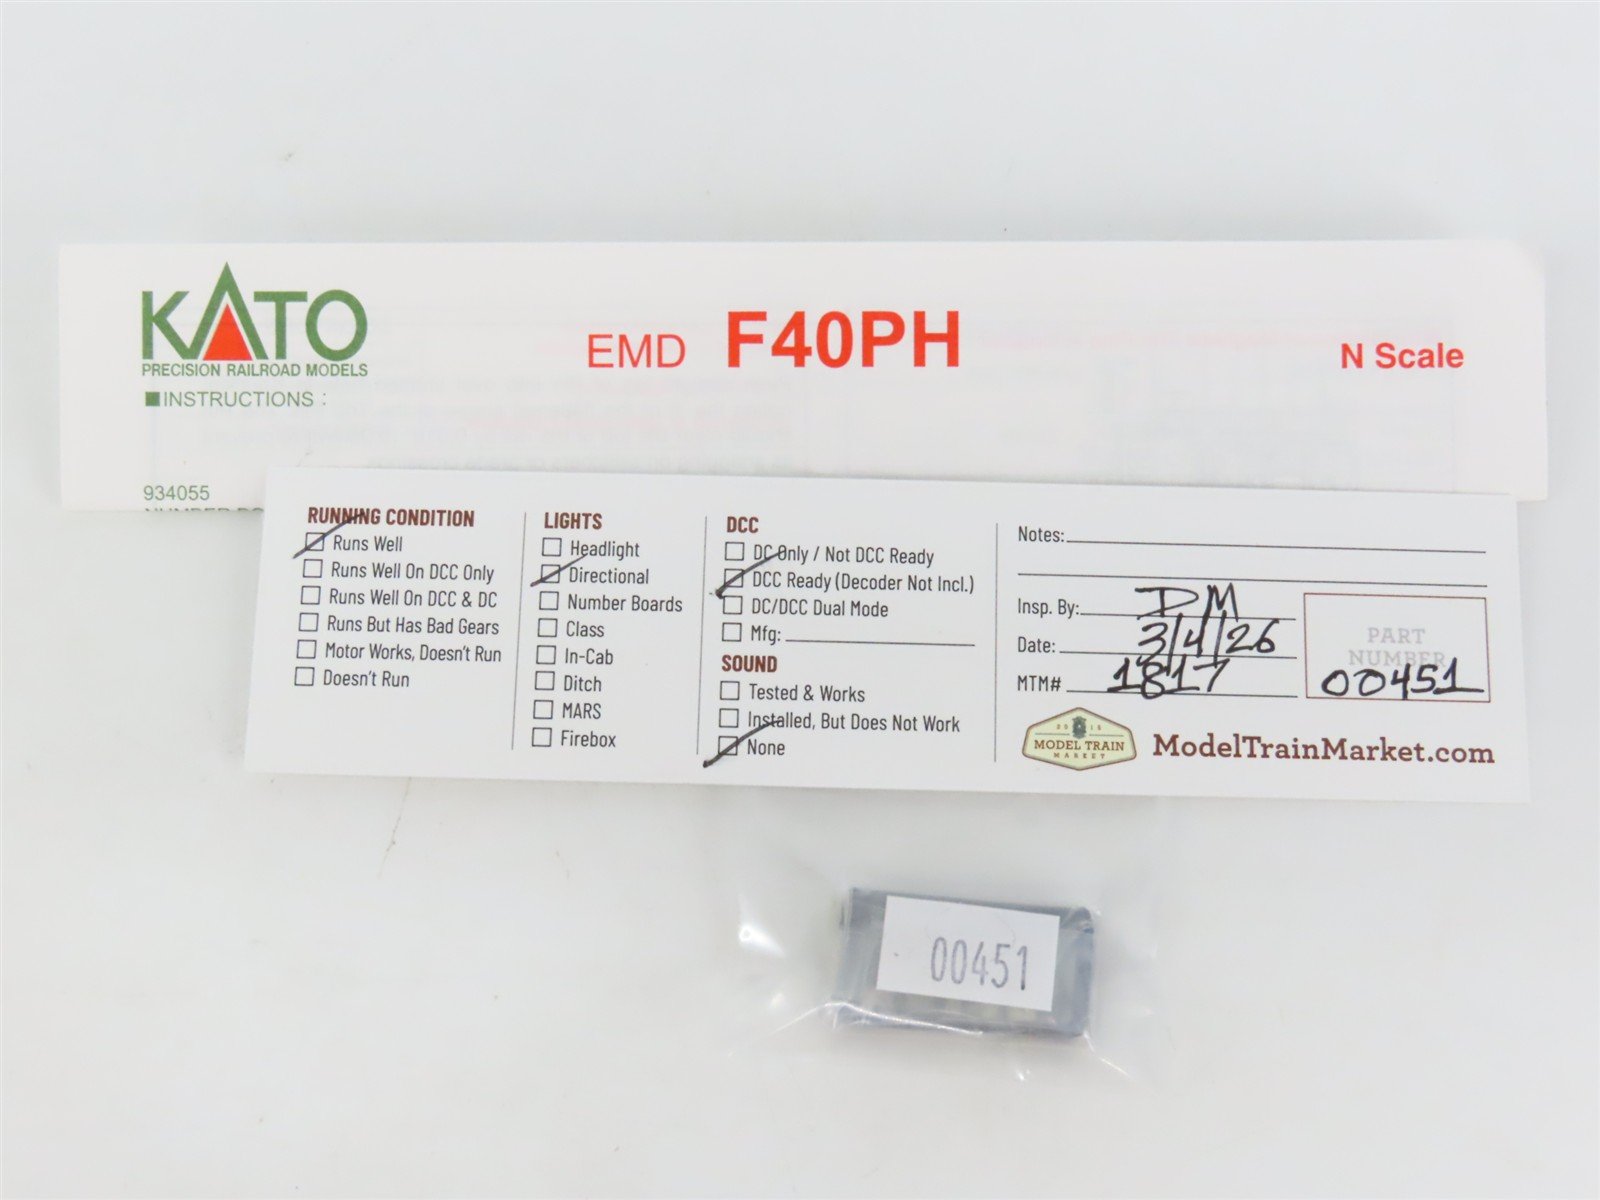 KATO
PRECISION RAILROAD MODELS
INSTRUCTIONS :
EMD F40PH
N Scale
934055
RUNNING CONDITION
Runs Well
Runs Well On DCC Only
Runs Well On DCC & DC
Runs But Has Bad Gears
Motor Works, Doesn't Run
Doesn't Run
LIGHTS
Headlight
Directional
Number Boards
Class
In-Cab
Ditch
MARS
Firebox
DCC
DC Only / Not DCC Ready
DCC Ready (Decoder Not Incl.)
DC/DCC Dual Mode
Mfg:
SOUND
Tested & Works
Installed, But Does Not Work
None
Notes:
Insp. By: DM
Date: 3/4/26
MTM# 1817
PART
NUMBER
00451
MODEL TRAIN
MARKET
ModelTrainMarket.com
00451